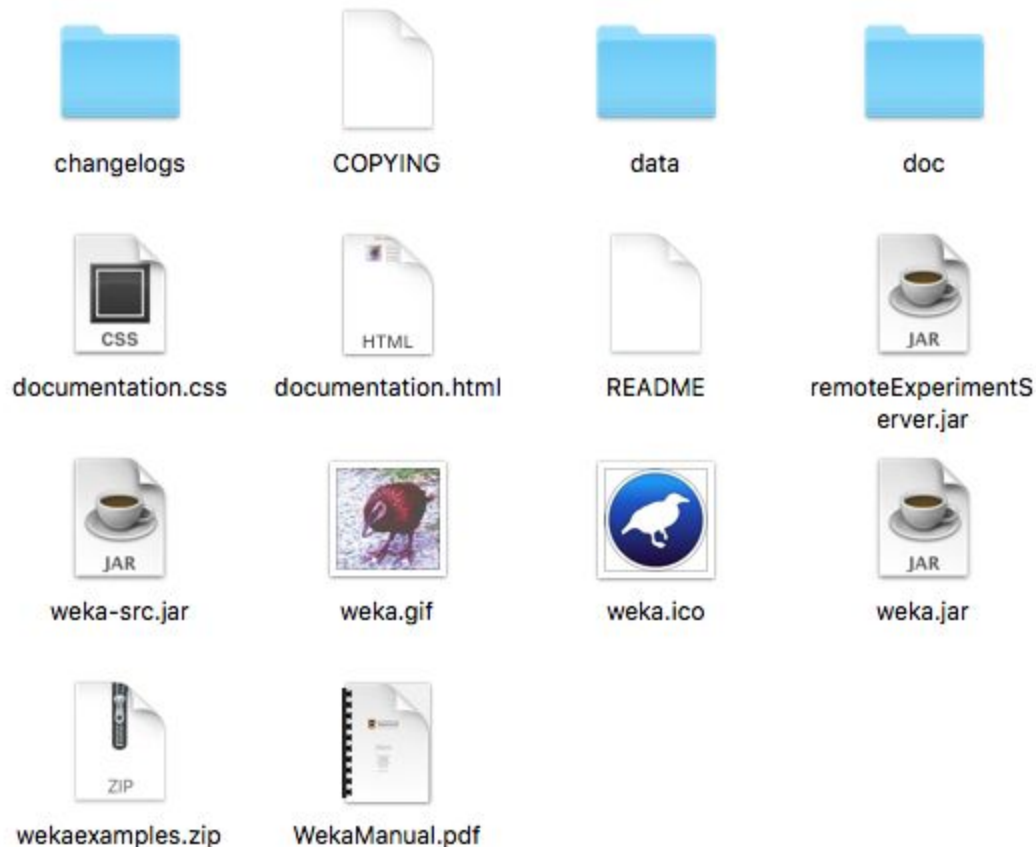 changelogs
COPYING
data
doc
CSS
HTML
JAR
documentation.css
documentation.html
README
remoteExperimentS
erver.jar
JAR
JAR
weka-src.jar
weka.gif
weka.ico
weka.jar
ZIP
wekaexamples.zip
WekaManual.pdf